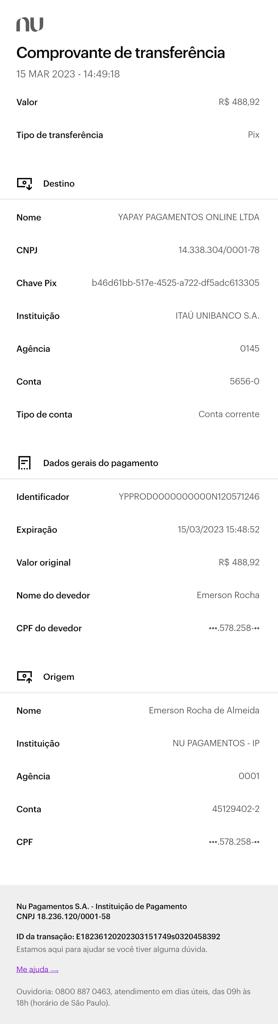 nu
Comprovante de transferência
15 MAR 2023 - 14:49:18
Valor R$ 488,92
Tipo de transferência Pix
Destino
Nome YAPAY PAGAMENTOS ONLINE LTDA
CNPJ 14.338.304/0001-78
Chave Pix b46d61bb-517e-4525-a722-df5adc613305
Instituição ITAÚ UNIBANCO S.A.
Agência 0145
Conta 5656-0
Tipo de conta Conta corrente
Dados gerais do pagamento
Identificador YPPROD0000000000N120571246
Expiração 15/03/2023 15:48:52
Valor original R$ 488,92
Nome do devedor Emerson Rocha
CPF do devedor •••.578.258-••
Origem
Nome Emerson Rocha de Almeida
Instituição NU PAGAMENTOS - IP
Agência 0001
Conta 45129402-2
CPF •••.578.258-••
Nu Pagamentos S.A. - Instituição de Pagamento
CNPJ 18.236.120/0001-58
ID da transação: E18236120202303151749s0320458392
Estamos aqui para ajudar se você tiver alguma dúvida.
Me ajuda
Ouvidoria: 0800 887 0463, atendimento em dias úteis, das 09h às
18h (horário de São Paulo).